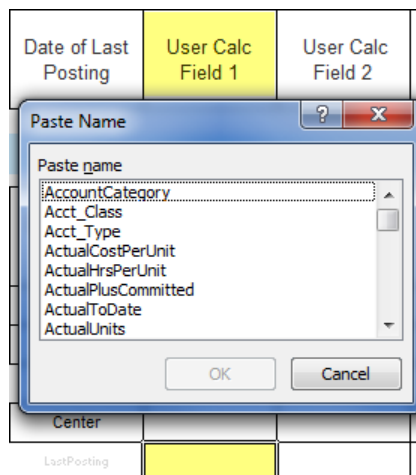 Date of Last
Posting
User Calc
Field 1
User Calc
Field 2
Paste Name
?
X
Paste name
AccountCategory
Acct_Class
Acct_Type
ActualCostPerUnit
ActualHrsPerUnit
ActualPlusCommitted
ActualToDate
ActualUnits
OK
Cancel
Center
LastPosting